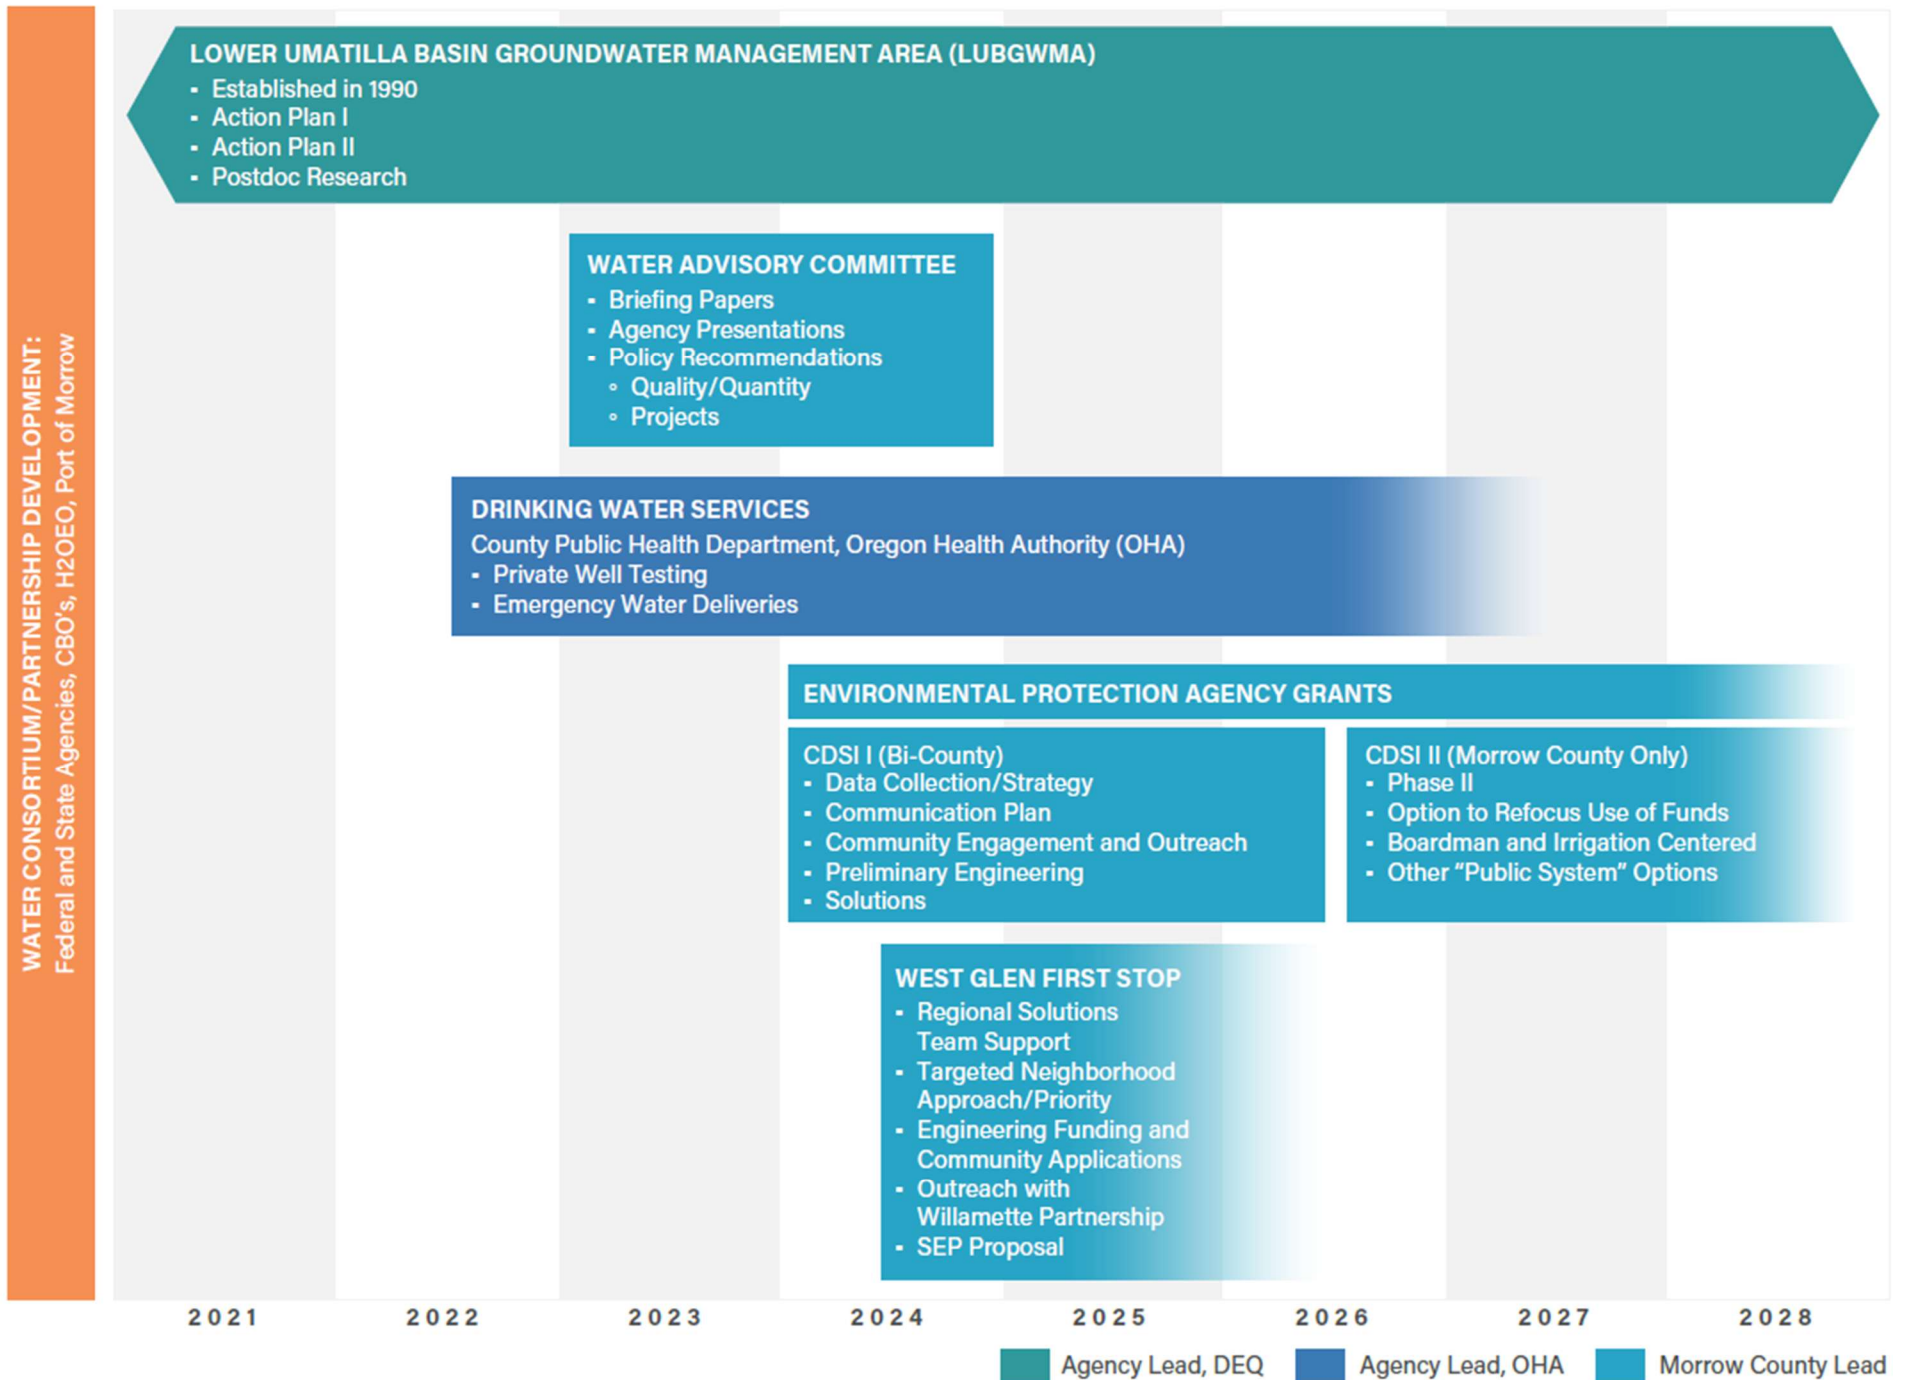 WATER CONSORTIUM/PARTNERSHIP DEVELOPMENT:
Federal and State Agencies, CBO's, H2OEO, Port of Morrow
LOWER UMATILLA BASIN GROUNDWATER MANAGEMENT AREA (LUBGWMA)
- Established in 1990
- Action Plan I
- Action Plan II
- Postdoc Research
WATER ADVISORY COMMITTEE
- Briefing Papers
- Agency Presentations
- Policy Recommendations
∘ Quality/Quantity
∘ Projects
DRINKING WATER SERVICES
County Public Health Department, Oregon Health Authority (OHA)
- Private Well Testing
- Emergency Water Deliveries
ENVIRONMENTAL PROTECTION AGENCY GRANTS
CDSI I (Bi-County)
- Data Collection/Strategy
- Communication Plan
- Community Engagement and Outreach
- Preliminary Engineering
- Solutions
CDSI II (Morrow County Only)
- Phase II
- Option to Refocus Use of Funds
- Boardman and Irrigation Centered
- Other “Public System” Options
WEST GLEN FIRST STOP
- Regional Solutions
Team Support
- Targeted Neighborhood
Approach/Priority
- Engineering Funding and
Community Applications
- Outreach with
Willamette Partnership
- SEP Proposal
2021 2022 2023 2024 2025 2026 2027 2028
Agency Lead, DEQ Agency Lead, OHA Morrow County Lead